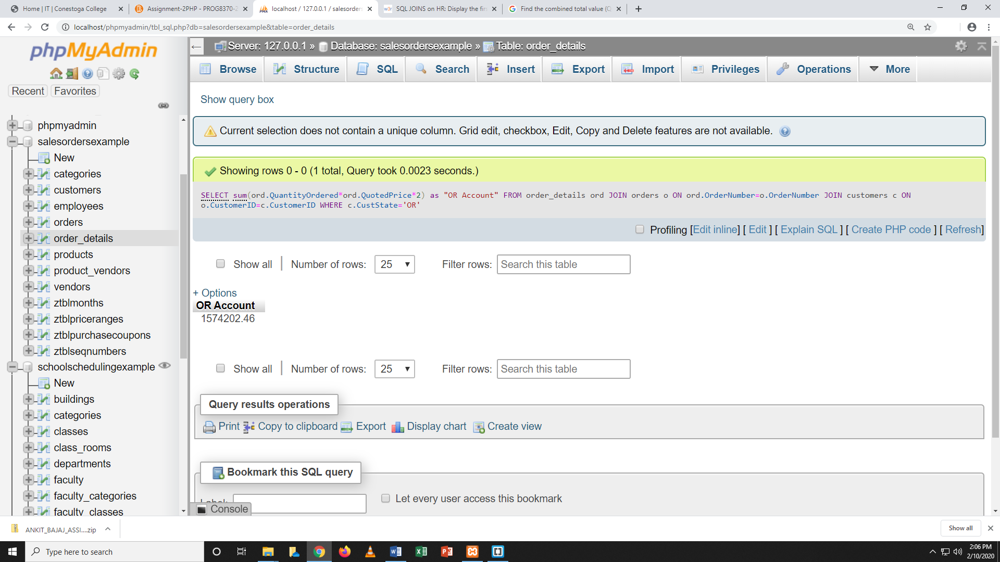 Home | IT | Conestoga College
Assignment-2PHP - PROG8370-2
localhost / 127.0.0.1 / salesorders
SQL JOINS on HR: Display the firs
Find the combined total value (Q
localhost/phpmyadmin/tbl_sql.php?db=salesordersexample&table=order_details
phpMyAdmin
Recent Favorites
phpmyadmin
salesordersexample
New
categories
customers
employees
orders
order_details
products
product_vendors
vendors
ztblmonths
ztblpriceranges
ztblpurchasecoupons
ztblseqnumbers
schoolschedulingexample
New
buildings
categories
classes
class_rooms
departments
faculty
faculty_categories
faculty_classes
Server: 127.0.0.1 » Database: salesordersexample » Table: order_details
Browse Structure SQL Search Insert Export Import Privileges Operations More
Show query box
Current selection does not contain a unique column. Grid edit, checkbox, Edit, Copy and Delete features are not available.
Showing rows 0 - 0 (1 total, Query took 0.0023 seconds.)
SELECT sum(ord.QuantityOrdered*ord.QuotedPrice*2) as "OR Account" FROM order_details ord JOIN orders o ON ord.OrderNumber=o.OrderNumber JOIN customers c ON
o.CustomerID=c.CustomerID WHERE c.CustState='OR'
Profiling [Edit inline] [ Edit ] [ Explain SQL ] [ Create PHP code ] [ Refresh]
Show all Number of rows: 25 Filter rows: Search this table
+ Options
OR Account
1574202.46
Show all Number of rows: 25 Filter rows: Search this table
Query results operations
Print Copy to clipboard Export Display chart Create view
Bookmark this SQL query
Label: Let every user access this bookmark
Console
ANKIT_BAJAJ_ASSI....zip
Show all
Type here to search
2:06 PM
2/10/2020